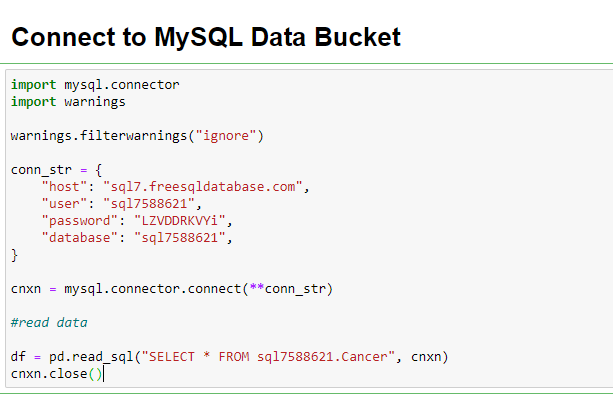 Connect to MySQL Data Bucket
import mysql.connector
import warnings
warnings.filterwarnings("ignore")
conn_str = {
    "host": "sql7.freesqldatabase.com",
    "user": "sql7588621",
    "password": "LZVDDRKVYi",
    "database": "sql7588621",
}
cnxn = mysql.connector.connect(**conn_str)
#read data
df = pd.read_sql("SELECT * FROM sql7588621.Cancer", cnxn)
cnxn.close()